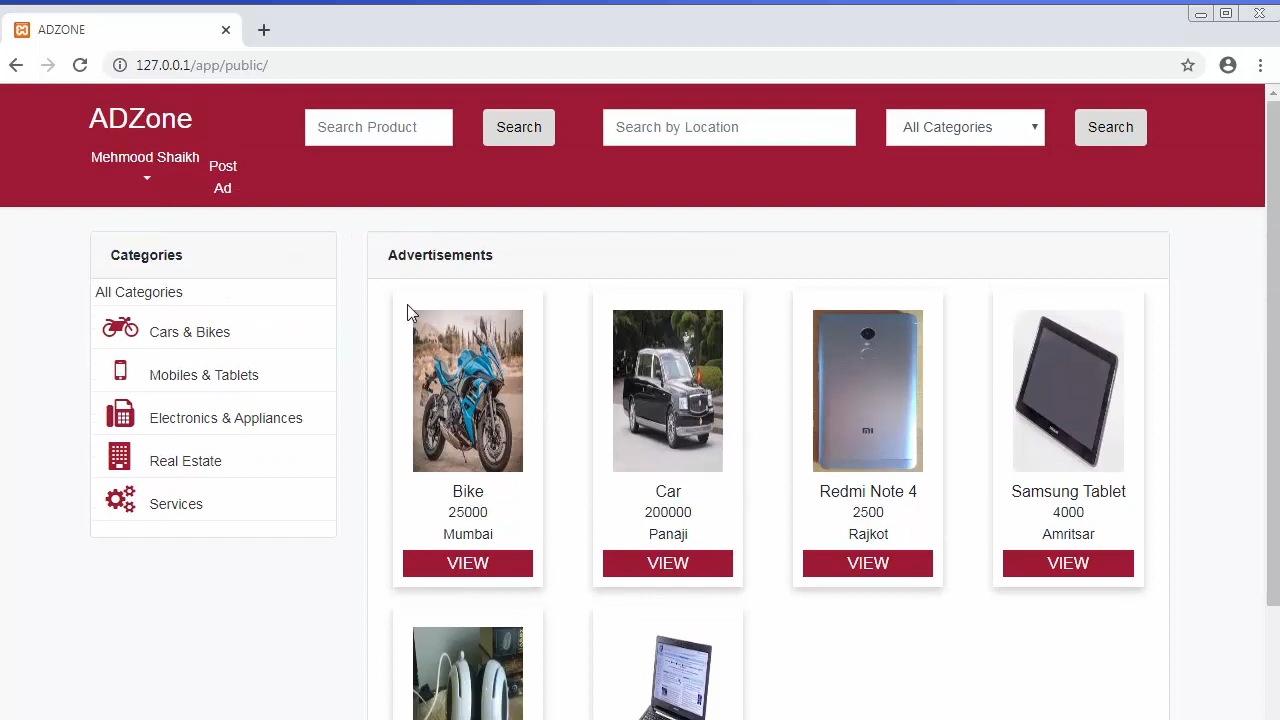 ADZONE
127.0.0.1/app/public/
ADZone
Search Product
Search
Search by Location
All Categories
Search
Mehmood Shaikh
Post
Ad
Categories
All Categories
Cars & Bikes
Mobiles & Tablets
Electronics & Appliances
Real Estate
Services
Advertisements
Bike
25000
Mumbai
VIEW
Car
200000
Panaji
VIEW
Redmi Note 4
2500
Rajkot
VIEW
Samsung Tablet
4000
Amritsar
VIEW